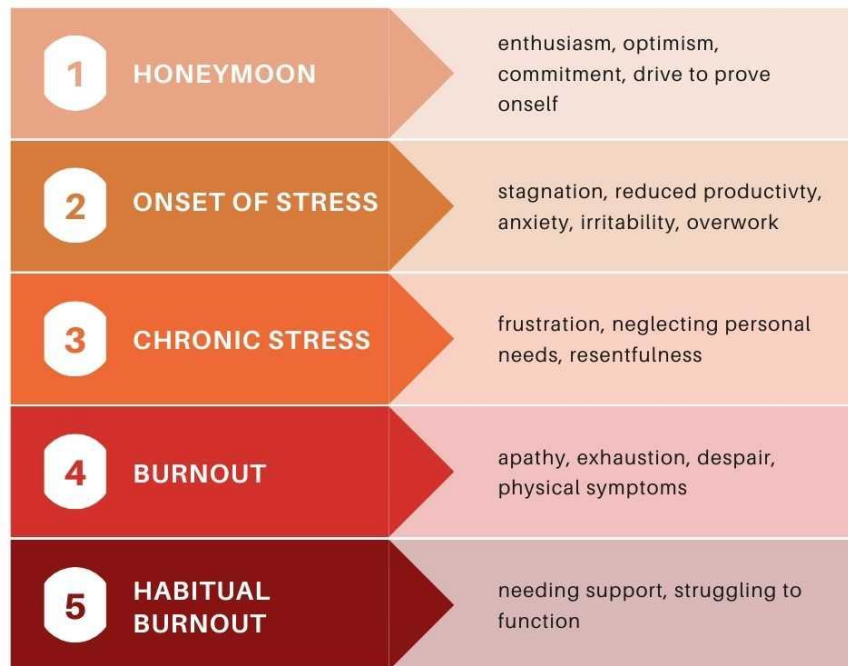 1
HONEYMOON
enthusiasm, optimism,
commitment, drive to prove
onself
2
ONSET OF STRESS
stagnation, reduced productivty,
anxiety, irritability, overwork
3
CHRONIC STRESS
frustration, neglecting personal
needs, resentfulness
4
BURNOUT
apathy, exhaustion, despair,
physical symptoms
5
HABITUAL
BURNOUT
needing support, struggling to
function